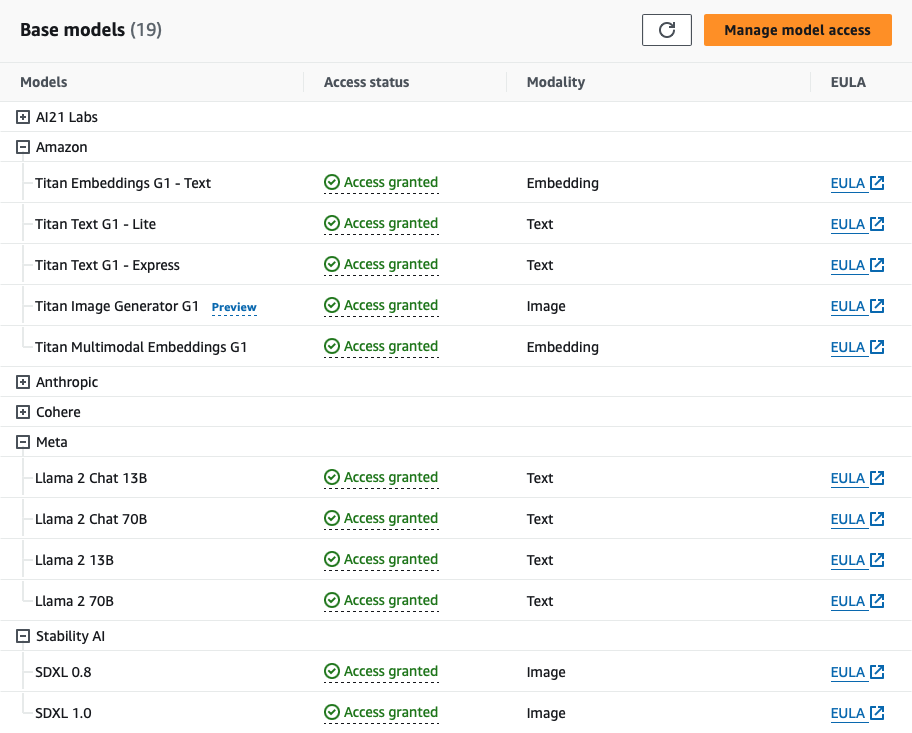 Base models (19)
Manage model access
Models Access status Modality EULA
AI21 Labs
Amazon
Titan Embeddings G1 - Text Access granted Embedding EULA
Titan Text G1 - Lite Access granted Text EULA
Titan Text G1 - Express Access granted Text EULA
Titan Image Generator G1 Preview Access granted Image EULA
Titan Multimodal Embeddings G1 Access granted Embedding EULA
Anthropic
Cohere
Meta
Llama 2 Chat 13B Access granted Text EULA
Llama 2 Chat 70B Access granted Text EULA
Llama 2 13B Access granted Text EULA
Llama 2 70B Access granted Text EULA
Stability AI
SDXL 0.8 Access granted Image EULA
SDXL 1.0 Access granted Image EULA